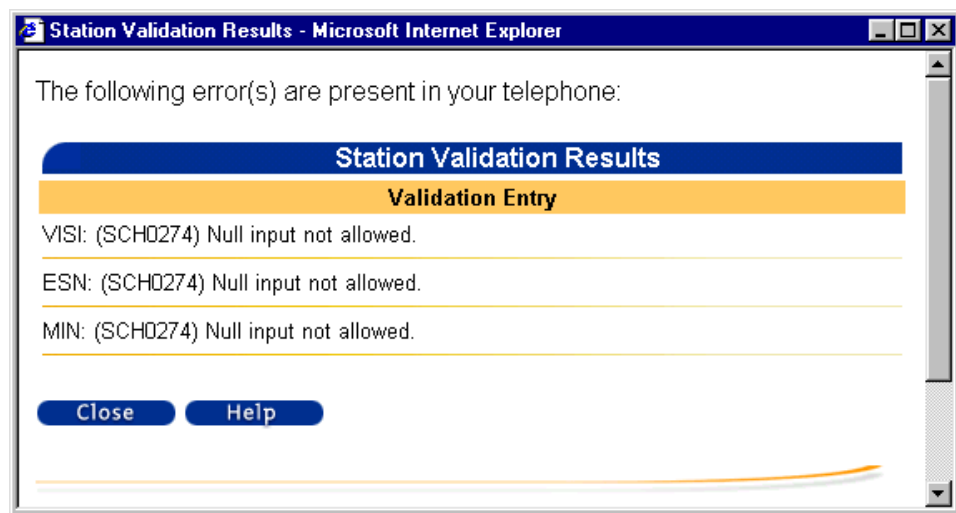 Station Validation Results - Microsoft Internet Explorer
The following error(s) are present in your telephone:
Station Validation Results
Validation Entry
VISI: (SCH0274) Null input not allowed.
ESN: (SCH0274) Null input not allowed.
MIN: (SCH0274) Null input not allowed.
Close Help